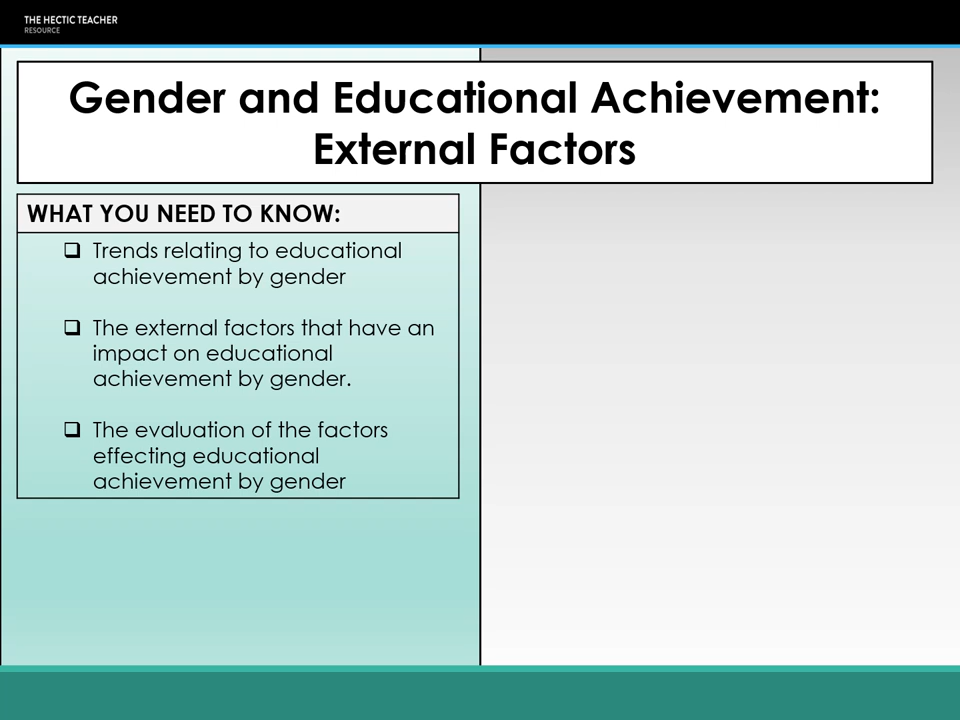 THE HECTIC TEACHER
RESOURCE
Gender and Educational Achievement:
External Factors
WHAT YOU NEED TO KNOW:
❑ Trends relating to educational
achievement by gender
❑ The external factors that have an
impact on educational
achievement by gender.
❑ The evaluation of the factors
effecting educational
achievement by gender